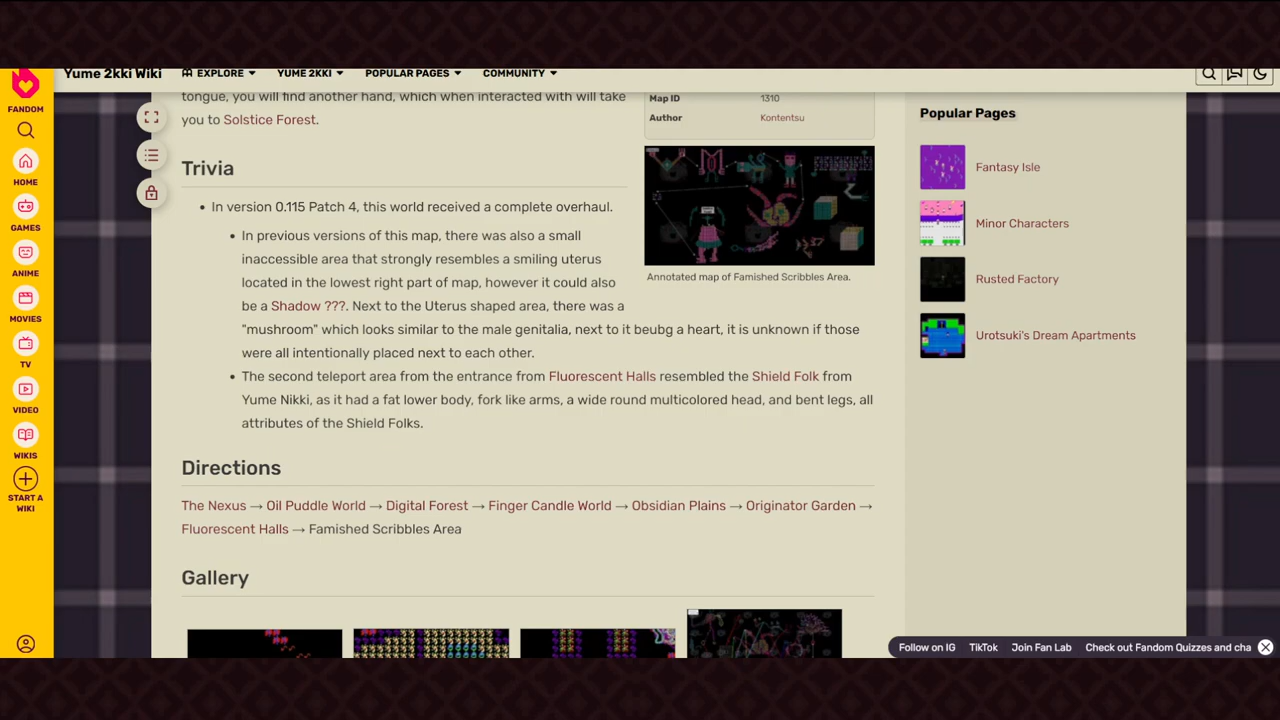 Yume 2kki Wiki
EXPLORE
YUME 2KKI
POPULAR PAGES
COMMUNITY
FANDOM
HOME
GAMES
ANIME
MOVIES
TV
VIDEO
WIKIS
START A
WIKI
tongue, you will find another hand, which when interacted with will take
you to Solstice Forest.
Map ID 1310
Author Kontentsu
Annotated map of Famished Scribbles Area.
Trivia
• In version 0.115 Patch 4, this world received a complete overhaul.
• In previous versions of this map, there was also a small
inaccessible area that strongly resembles a smiling uterus
located in the lowest right part of map, however it could also
be a Shadow ???. Next to the Uterus shaped area, there was a
"mushroom" which looks similar to the male genitalia, next to it beubg a heart, it is unknown if those
were all intentionally placed next to each other.
• The second teleport area from the entrance from Fluorescent Halls resembled the Shield Folk from
Yume Nikki, as it had a fat lower body, fork like arms, a wide round multicolored head, and bent legs, all
attributes of the Shield Folks.
Directions
The Nexus → Oil Puddle World → Digital Forest → Finger Candle World → Obsidian Plains → Originator Garden →
Fluorescent Halls → Famished Scribbles Area
Gallery
Popular Pages
Fantasy Isle
Minor Characters
Rusted Factory
Urotsuki's Dream Apartments
Follow on IG
TikTok
Join Fan Lab
Check out Fandom Quizzes and cha